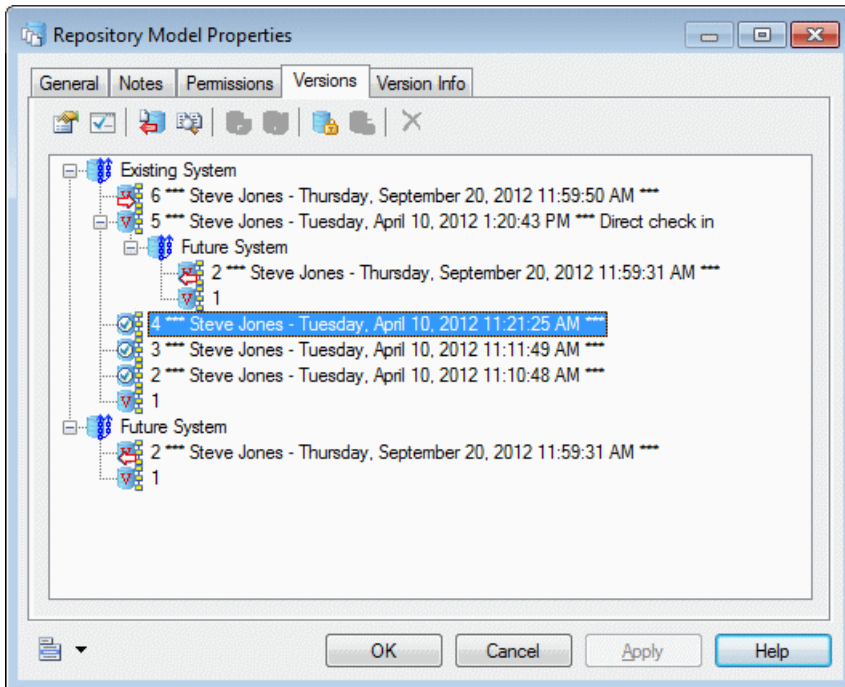 Repository Model Properties
General Notes Permissions Versions Version Info
Existing System
6 *** Steve Jones - Thursday, September 20, 2012 11:59:50 AM ***
5 *** Steve Jones - Tuesday, April 10, 2012 1:20:43 PM *** Direct check in
Future System
2 *** Steve Jones - Thursday, September 20, 2012 11:59:31 AM ***
1
4 *** Steve Jones - Tuesday, April 10, 2012 11:21:25 AM ***
3 *** Steve Jones - Tuesday, April 10, 2012 11:11:49 AM ***
2 *** Steve Jones - Tuesday, April 10, 2012 11:10:48 AM ***
1
Future System
2 *** Steve Jones - Thursday, September 20, 2012 11:59:31 AM ***
1
OK Cancel Apply Help